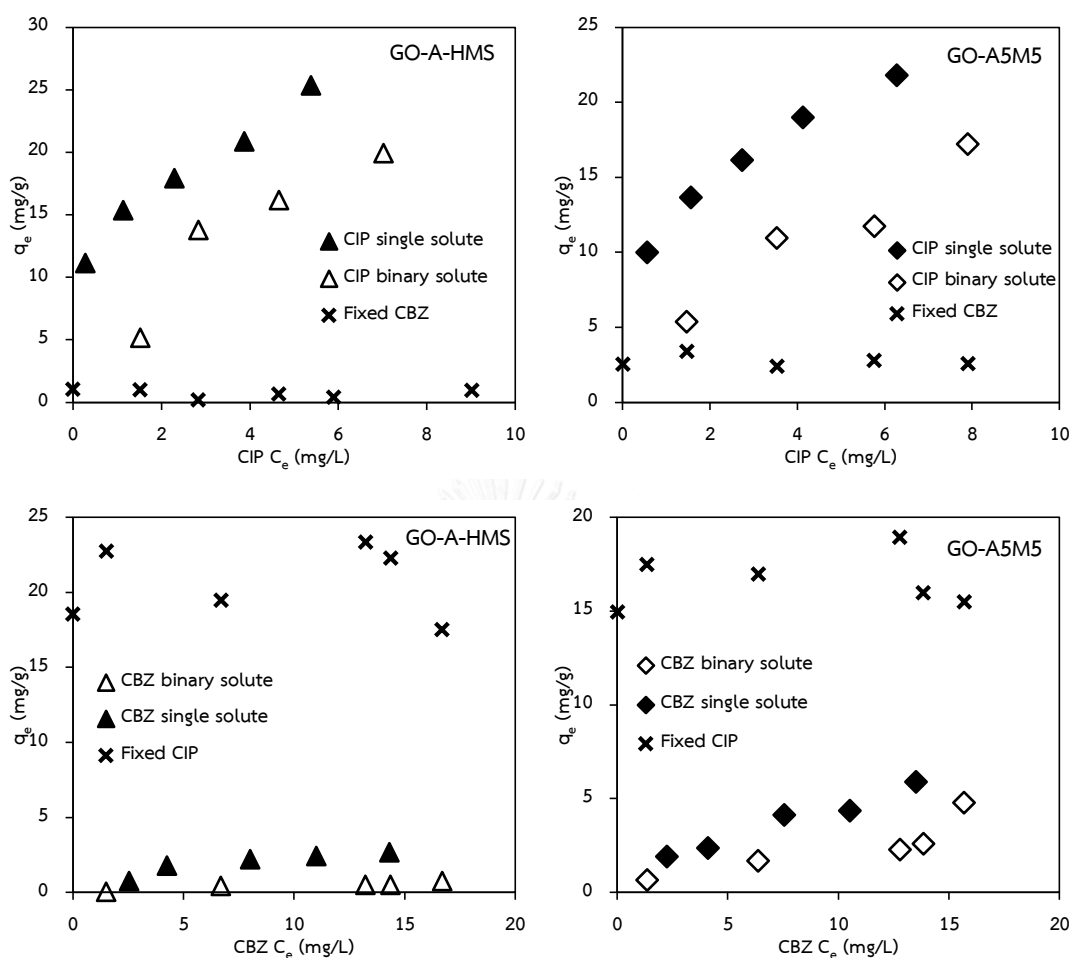 GO-A-HMS
30
25
20
15
10
5
0
qe (mg/g)
CIP single solute
CIP binary solute
Fixed CBZ
0 2 4 6 8 10
CIP Ce (mg/L)
GO-A5M5
25
20
15
10
5
0
qe (mg/g)
CIP single solute
CIP binary solute
Fixed CBZ
0 2 4 6 8 10
CIP Ce (mg/L)
GO-A-HMS
25
20
15
10
5
0
qe (mg/g)
CBZ binary solute
CBZ single solute
Fixed CIP
0 5 10 15 20
CBZ Ce (mg/L)
GO-A5M5
20
15
10
5
0
qe (mg/g)
CBZ binary solute
CBZ single solute
Fixed CIP
0 5 10 15 20
CBZ Ce (mg/L)